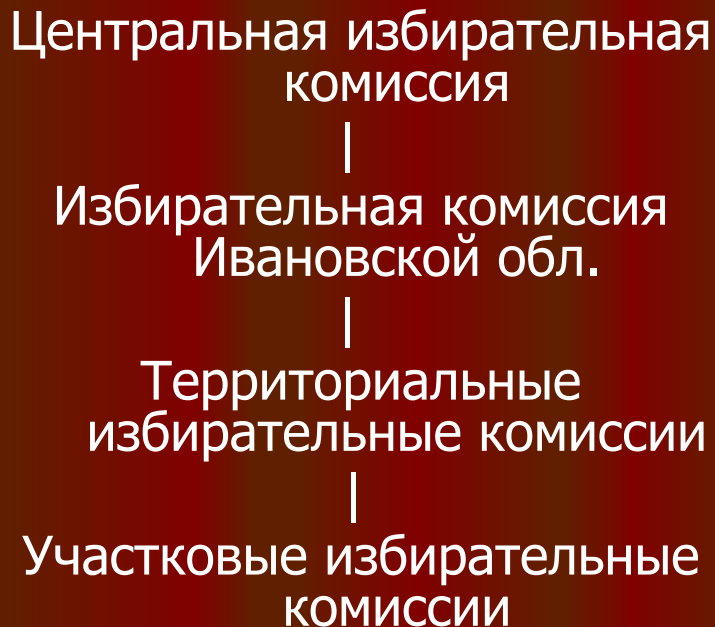 Центральная избирательная
комиссия
|
Избирательная комиссия
Ивановской обл.
|
Территориальные
избирательные комиссии
|
Участковые избирательные
комиссии